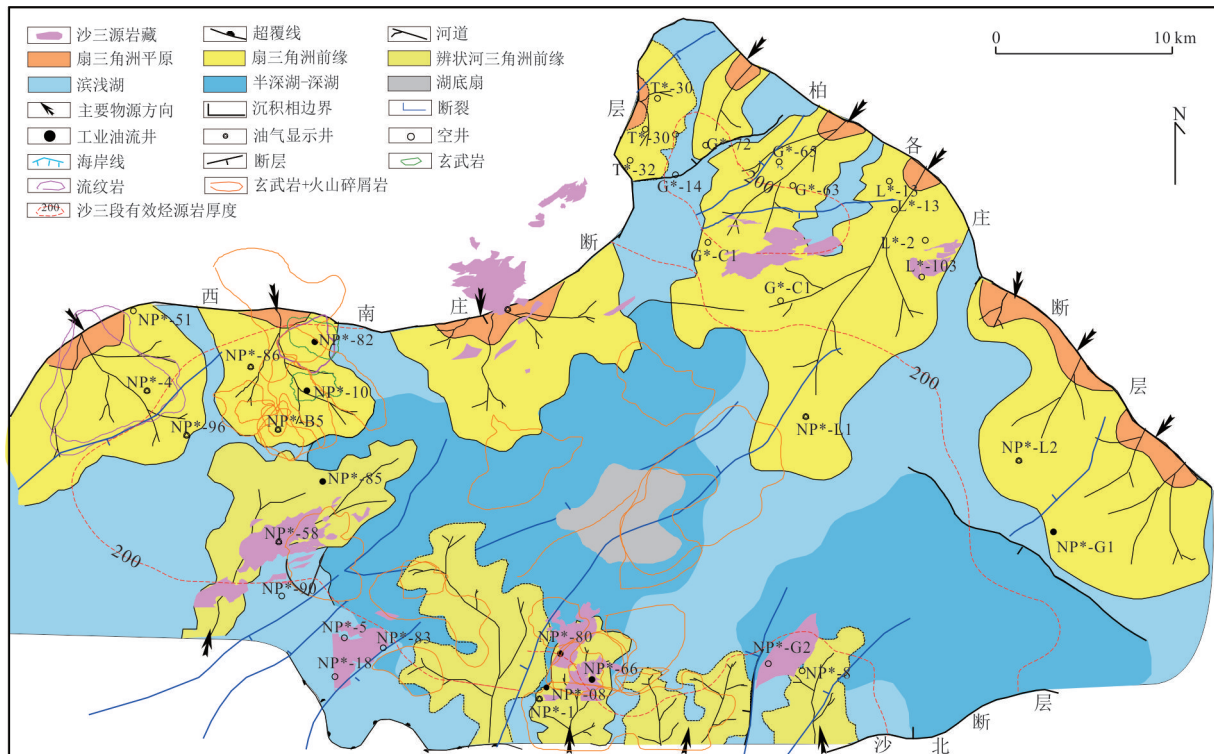 沙三源岩藏
超覆线
河道
扇三角洲平原
扇三角洲前缘
辫状河三角洲前缘
滨浅湖
半深湖-深湖
湖底扇
主要物源方向
沉积相边界
断裂
工业油流井
油气显示井
空井
海岸线
断层
玄武岩
流纹岩
玄武岩+火山碎屑岩
200
沙三段有效烃源岩厚度
0
10 km
N
柏
各
庄
断
层
西
南
庄
断
层
沙
北
断
层
T*-30
T*-30
T*-32
G*-72
G*-14
G*-65
200
G*-63
L*-13
L*-13
L*-2
L*-103
G*-C1
G*-C1
NP*-51
NP*-82
NP*-86
NP*-4
NP*-10
NP*-B5
NP*-96
200
NP*-L1
NP*-L2
NP*-85
NP*-58
NP*-G1
200
NP*-90
NP*-5
NP*-83
NP*-18
NP*-80
NP*-66
NP*-08
NP*-1
NP*-G2
NP*-8